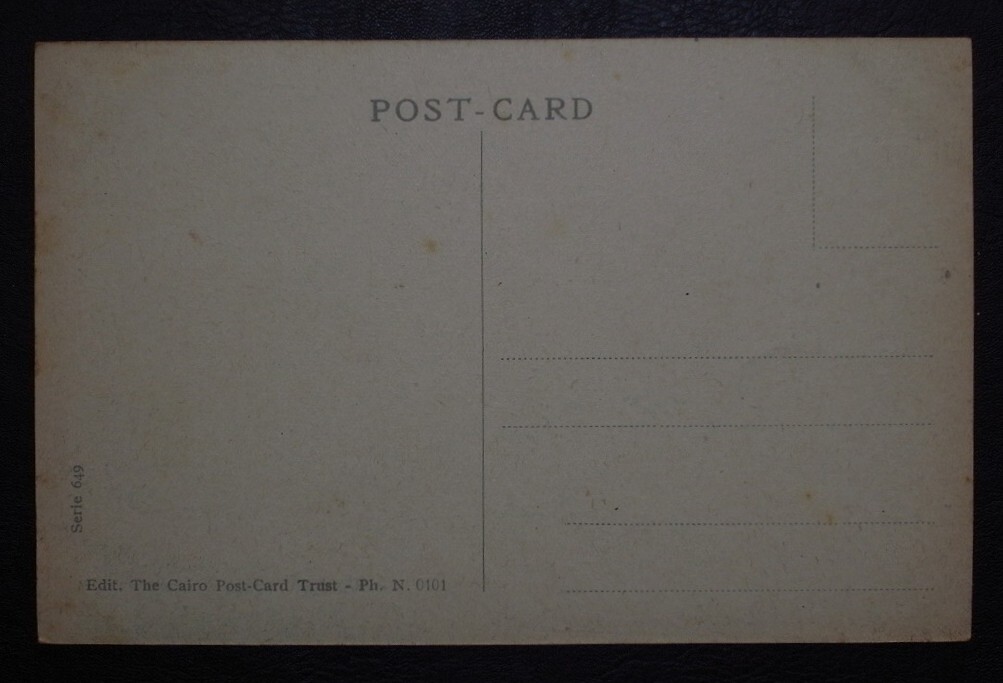 POST-CARD
Serie 649
Edit. The Cairo Post-Card Trust - Ph. N. 0101